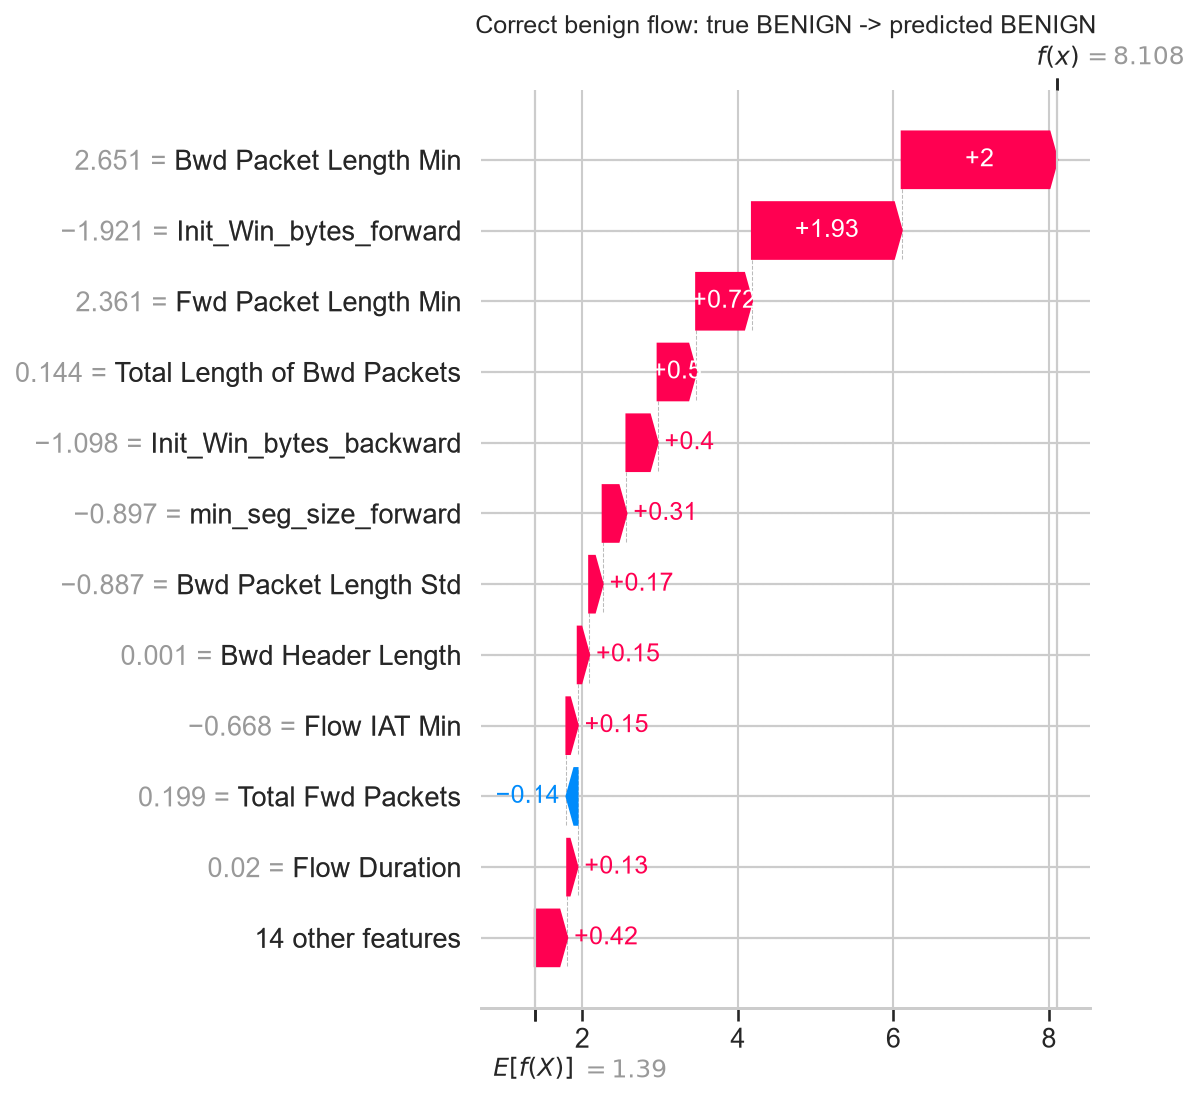 Correct benign flow: true BENIGN -> predicted BENIGN
f(x) = 8.108
2.651 = Bwd Packet Length Min
+2
−1.921 = Init_Win_bytes_forward
+1.93
2.361 = Fwd Packet Length Min
+0.72
0.144 = Total Length of Bwd Packets
+0.5
−1.098 = Init_Win_bytes_backward
+0.4
−0.897 = min_seg_size_forward
+0.31
−0.887 = Bwd Packet Length Std
+0.17
0.001 = Bwd Header Length
+0.15
−0.668 = Flow IAT Min
+0.15
0.199 = Total Fwd Packets
−0.14
0.02 = Flow Duration
+0.13
14 other features
+0.42
2 4 6 8
E[f(X)] = 1.39